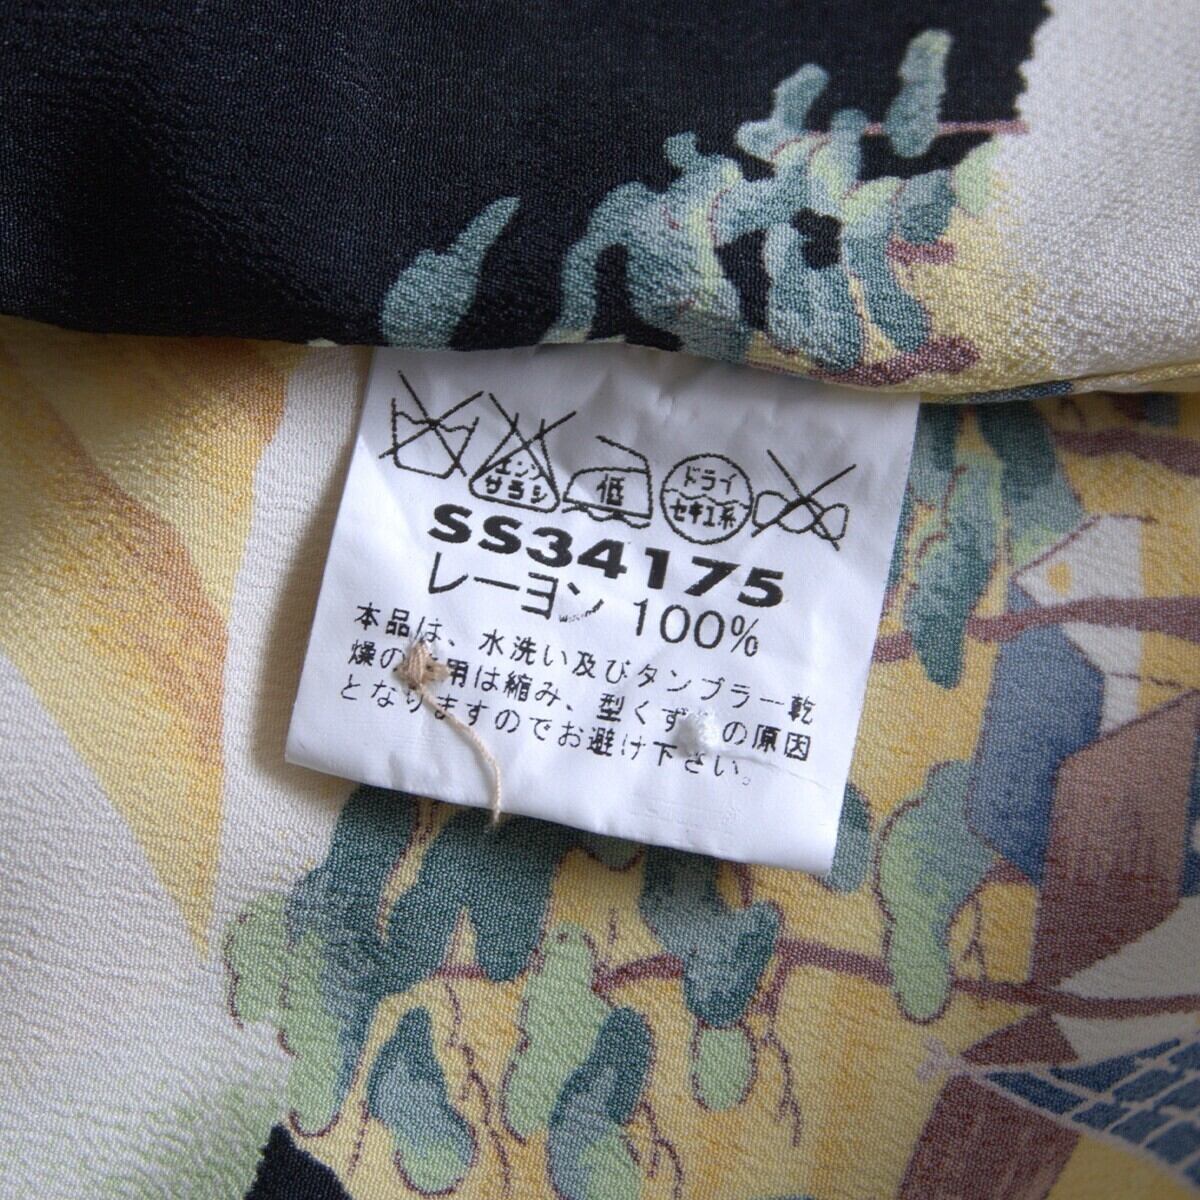 エンソ
サラシ
低
ドライ
セキユ系
SS34175
レーヨン 100%
本品は、水洗い及びタンブラー乾
燥の 用は縮み、型くず の原因
となりますのでお避け下さい。